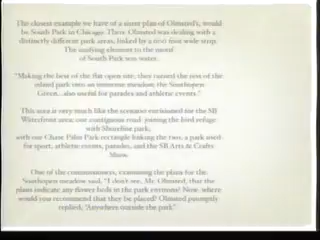 The closest example we have of a shore plan of Olmsted's, would
be South Park in Chicago. There Olmsted was dealing with a
distinctly different park areas, linked by a 600 foot wide strip.
The unifying element to the
of South Park was water.
"Making the best of the flat open site, they turned the rest of the
inland park into an immense meadow, the Southopen
Green...also useful for parades and athletic events."
This area is very much like the scenario envisioned for the SB
Waterfront area: our contiguous road joining the bird refuge
with Shoreline park,
with our Chase Palm Park rectangle linking the two, a park used
for sport, athletic events, parades, and the SB Arts & Crafts
Show.
One of the commissioners, examining the plans for the
Southopen meadow said, "I don't see, Mr. Olmsted, that the
plans indicate any flower beds in the park environs? Now, where
would you recommend that they be placed? Olmsted promptly
replied, "Anywhere outside the park."